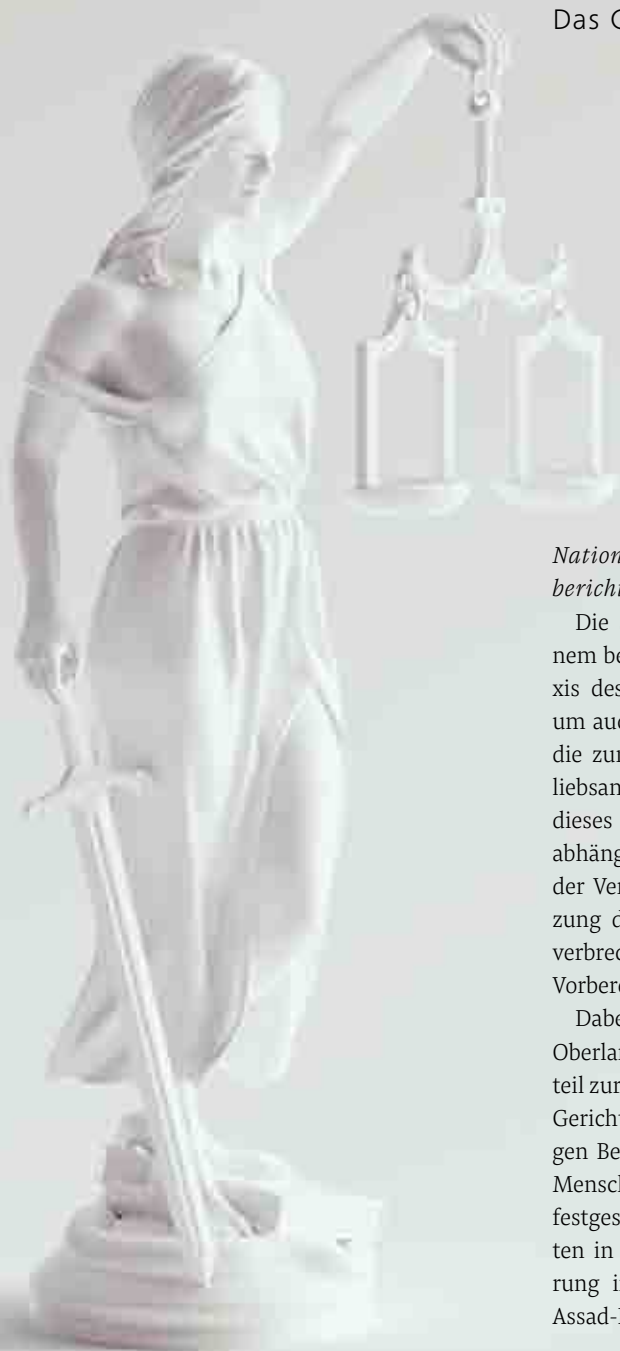 Das
Nation
bericht
Die
nem be
xis des
um auc
die zur
liebsan
dieses
abhäng
der Ver
zung d
verbrec
Vorbere
Dabe
Oberlar
teil zur
Gericht
gen Be
Mensch
festges
ten in
rung i
Assad-